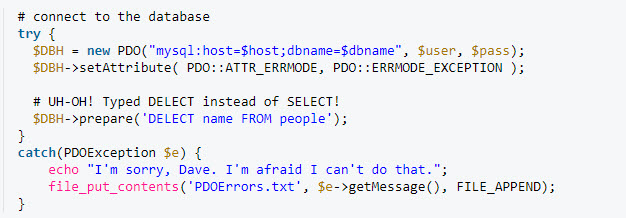 # connect to the database
try {
  $DBH = new PDO("mysql:host=$host;dbname=$dbname", $user, $pass);
  $DBH->setAttribute( PDO::ATTR_ERRMODE, PDO::ERRMODE_EXCEPTION );

  # UH-OH! Typed DELECT instead of SELECT!
  $DBH->prepare('DELECT name FROM people');
}
catch(PDOException $e) {
    echo "I'm sorry, Dave. I'm afraid I can't do that.";
    file_put_contents('PDOErrors.txt', $e->getMessage(), FILE_APPEND);
}